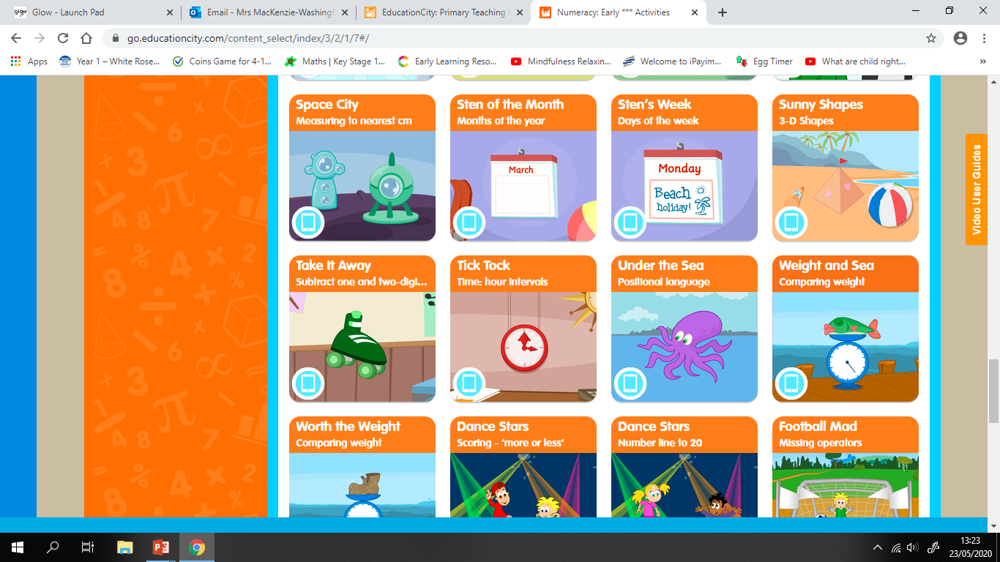 glow
Glow - Launch Pad
Email - Mrs MacKenzie-Washingt
EducationCity: Primary Teaching
Numeracy: Early *** Activities
go.educationcity.com/content_select/index/3/2/1/7#/
Apps
Year 1 – White Rose...
Coins Game for 4-1...
Maths | Key Stage 1...
Early Learning Reso...
Mindfulness Relaxin...
Welcome to iPayim...
Egg Timer
What are child right...
»
Space City
Measuring to nearest cm
Sten of the Month
Months of the year
March
Sten's Week
Days of the week
Monday
Beach
holiday!
Sunny Shapes
3-D Shapes
Video User Guides
Take It Away
Subtract one and two-digi...
Tick Tock
Time: hour intervals
Under the Sea
Positional language
Weight and Sea
Comparing weight
Worth the Weight
Comparing weight
Dance Stars
Scoring - 'more or less'
Dance Stars
Number line to 20
Football Mad
Missing operators
13:23
23/05/2020